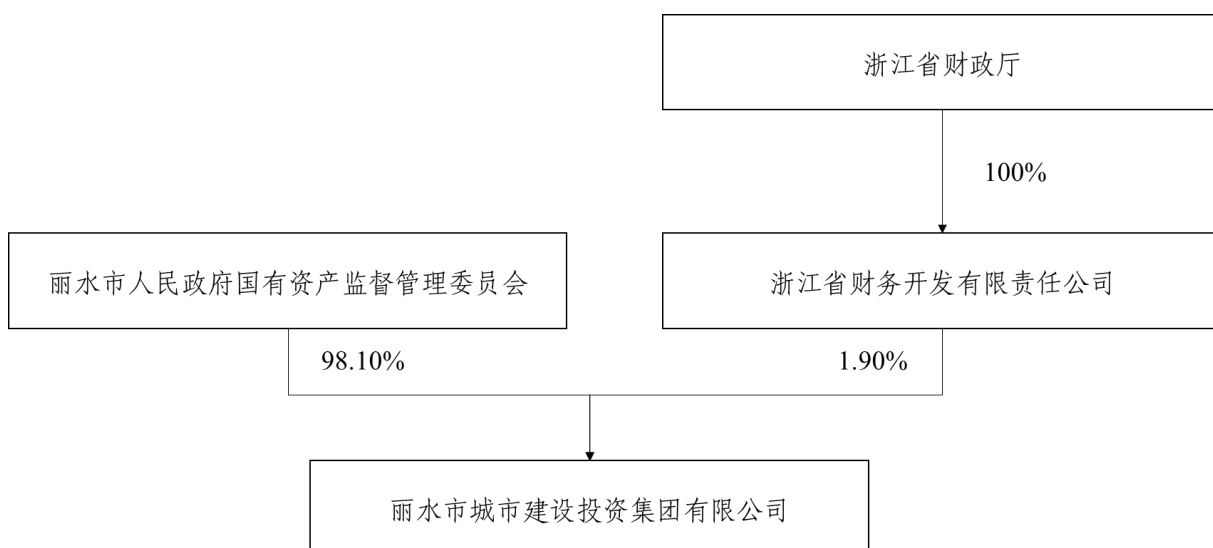 浙江省财政厅
100%
丽水市人民政府国有资产监督管理委员会
浙江省财务开发有限责任公司
98.10%
1.90%
丽水市城市建设投资集团有限公司